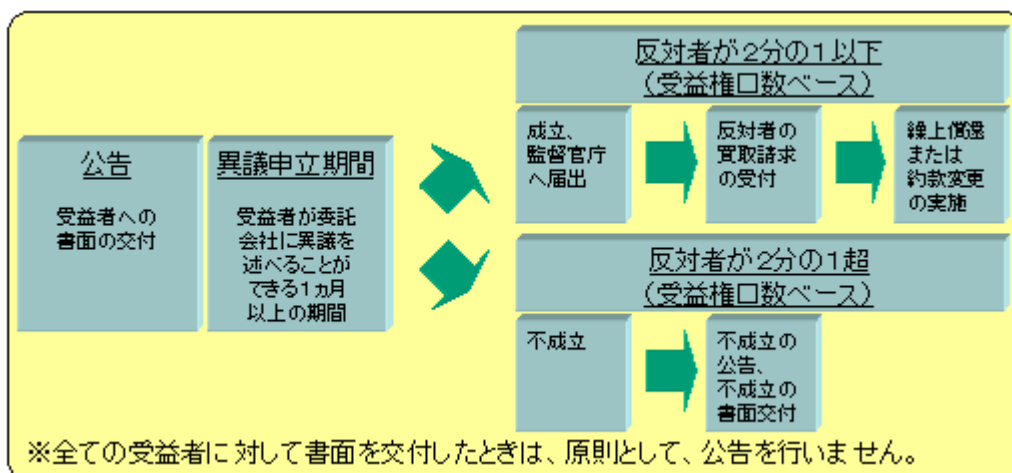 公告
受益者への
書面の交付
異議申立期間
受益者が委託
会社に異議を
述べることが
できる1ヵ月
以上の期間
反対者が2分の1以下
(受益権口数ベース)
成立、
監督官庁
へ届出
反対者の
買取請求
の受付
繰上償還
または
約款変更
の実施
反対者が2分の1超
(受益権口数ベース)
不成立
不成立の
公告、
不成立の
書面交付
※全ての受益者に対して書面を交付したときは、原則として、公告を行いません。